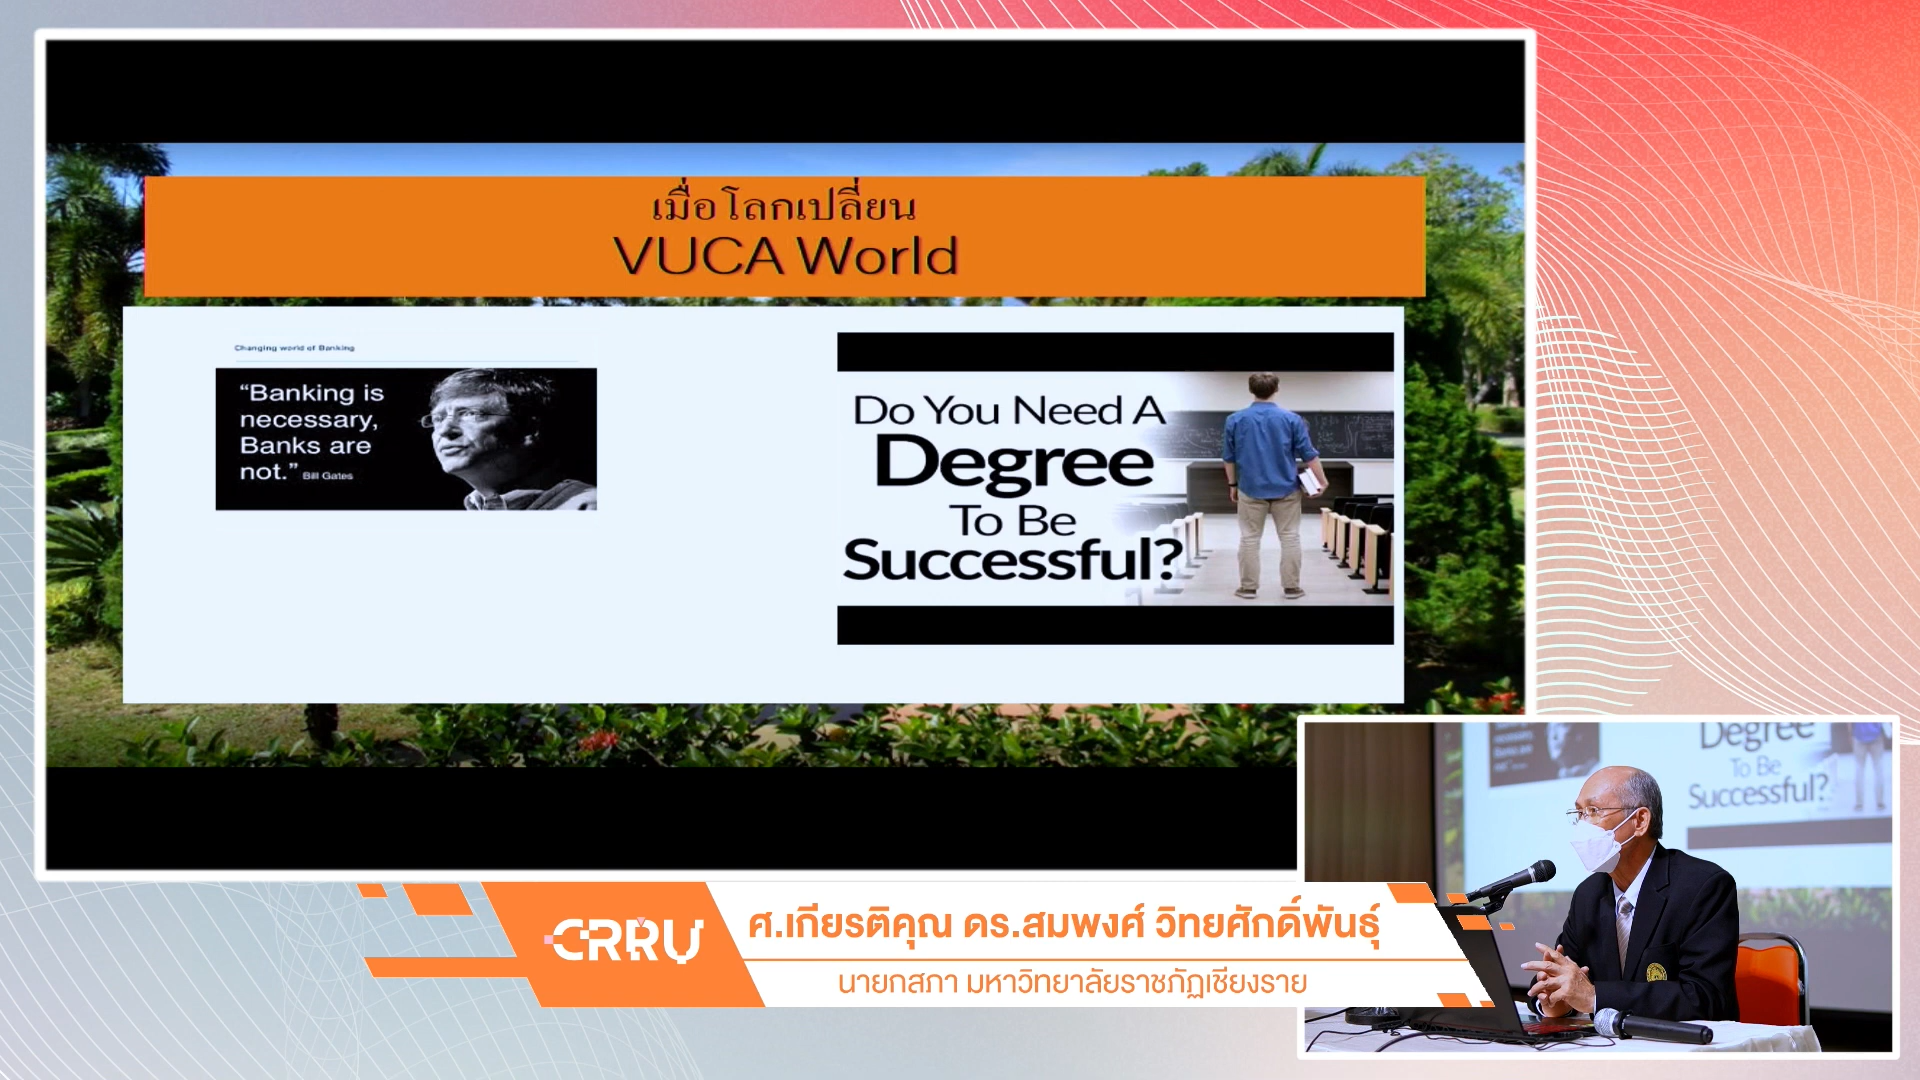 เมื่อโลกเปลี่ยน
VUCA World
Changing world of Banking
“Banking is
necessary,
Banks are
not.” Bill Gates
Do You Need A
Degree
To Be
Successful?
Degree
To Be
Successful?
CRRU
ศ.เกียรติคุณ ดร.สมพงศ์ วิทยศักดิ์พันธุ์
นายกสภา มหาวิทยาลัยราชภัฏเชียงราย